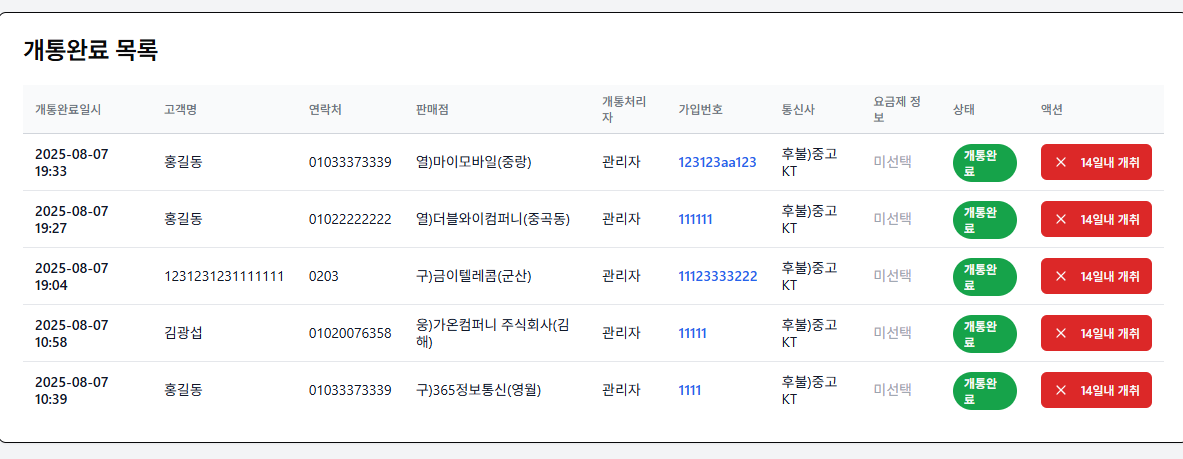 개통완료 목록
개통완료일시 고객명 연락처 판매점 개통처리자 가입번호 통신사 요금제 정보 상태 액션
2025-08-07 19:33 홍길동 01033373339 열)마이모바일(중랑) 관리자 123123aa123 후불)중고KT 미선택 개통완료 × 14일내 개취
2025-08-07 19:27 홍길동 01022222222 열)더블와이컴퍼니(중곡동) 관리자 111111 후불)중고KT 미선택 개통완료 × 14일내 개취
2025-08-07 19:04 1231231231111111 0203 구)금이텔레콤(군산) 관리자 11123333222 후불)중고KT 미선택 개통완료 × 14일내 개취
2025-08-07 10:58 김광섭 01020076358 웅)가온컴퍼니 주식회사(김해) 관리자 11111 후불)중고KT 미선택 개통완료 × 14일내 개취
2025-08-07 10:39 홍길동 01033373339 구)365정보통신(영월) 관리자 1111 후불)중고KT 미선택 개통완료 × 14일내 개취